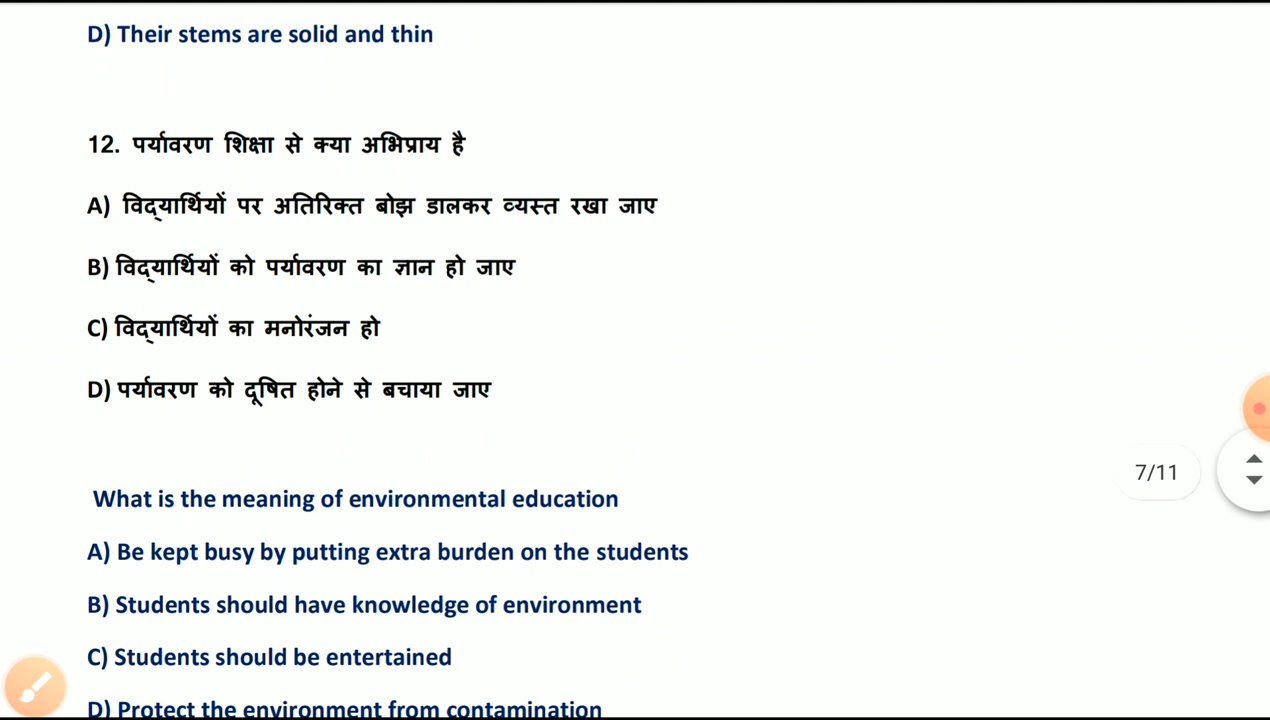 D) Their stems are solid and thin
12. पर्यावरण शिक्षा से क्या अभिप्राय है
A) विद्यार्थियों पर अतिरिक्त बोझ डालकर व्यस्त रखा जाए
B) विद्यार्थियों को पर्यावरण का ज्ञान हो जाए
C) विद्यार्थियों का मनोरंजन हो
D) पर्यावरण को दूषित होने से बचाया जाए
7/11
What is the meaning of environmental education
A) Be kept busy by putting extra burden on the students
B) Students should have knowledge of environment
C) Students should be entertained
D) Protect the environment from contamination